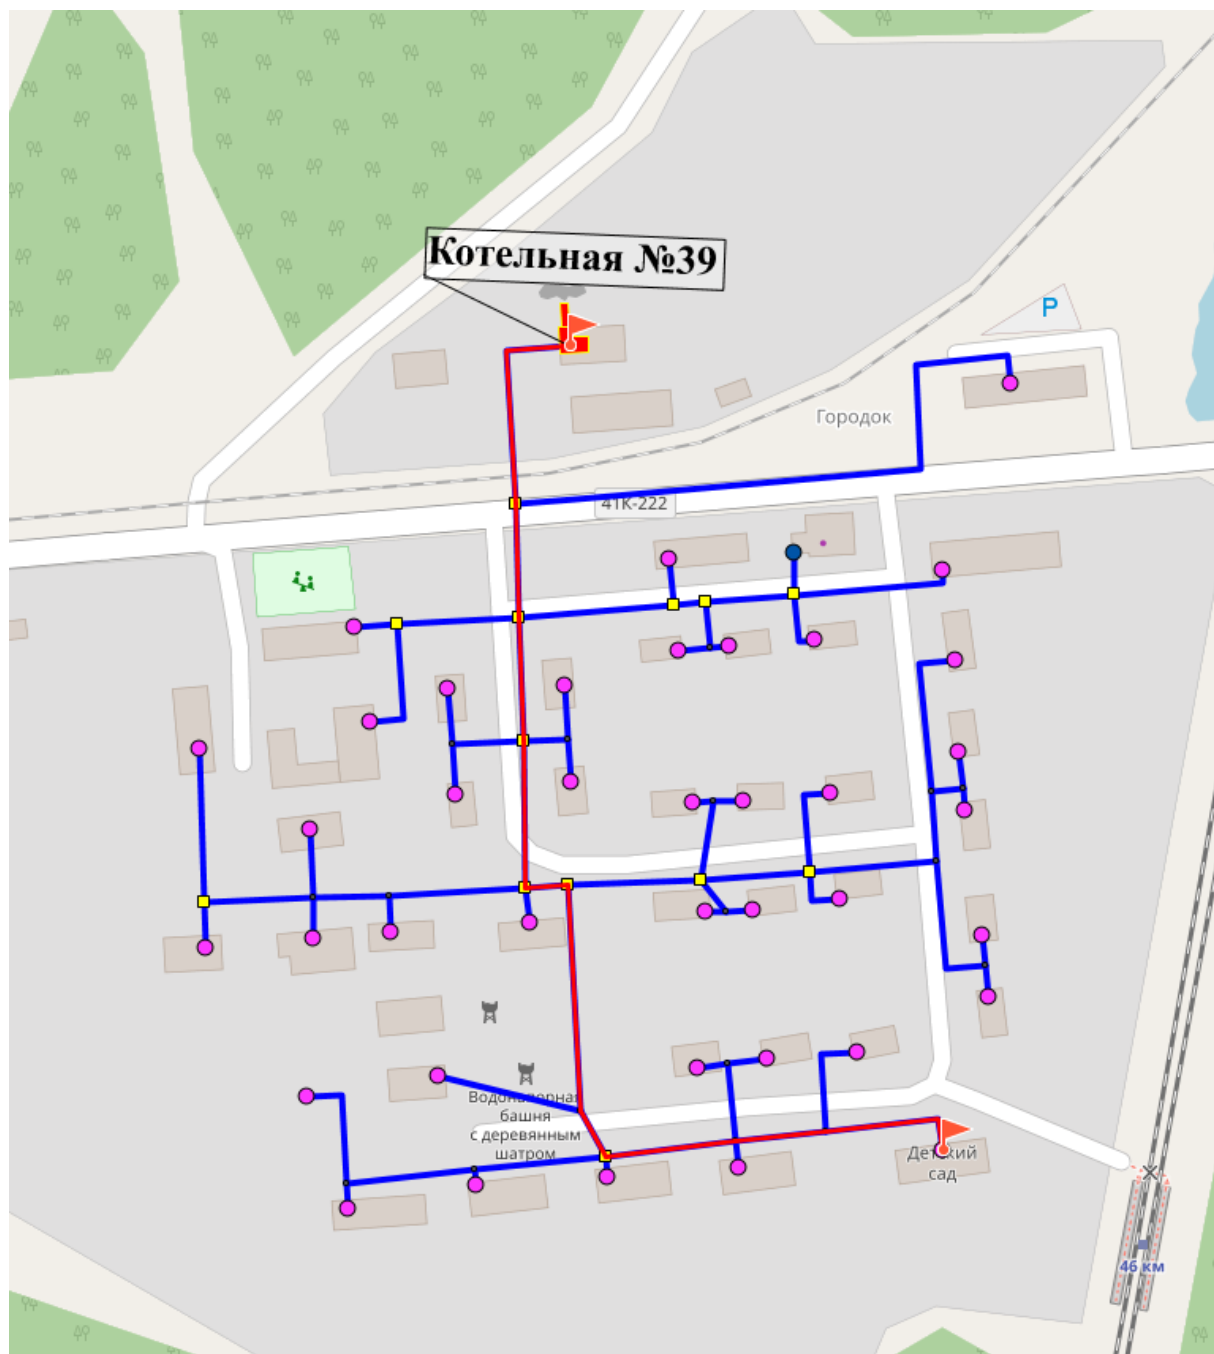 Котельная №39
P
Городок
41К-222
Водонапорная
башня
с деревянным
шатром
Детский
сад
46 км